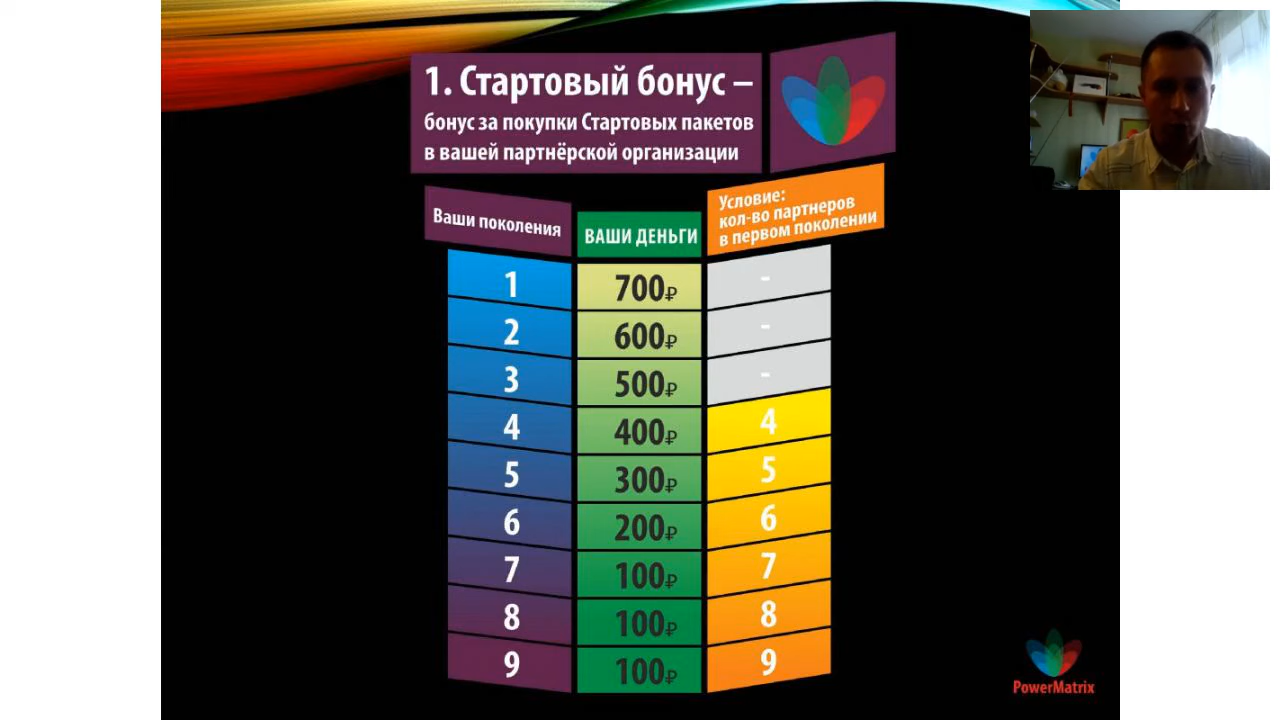 1. Стартовый бонус –
бонус за покупки Стартовых пакетов
в вашей партнёрской организации
Ваши поколения
ВАШИ ДЕНЬГИ
Условие:
кол-во партнеров
в первом поколении
1 700₽ -
2 600₽ -
3 500₽ -
4 400₽ 4
5 300₽ 5
6 200₽ 6
7 100₽ 7
8 100₽ 8
9 100₽ 9
PowerMatrix